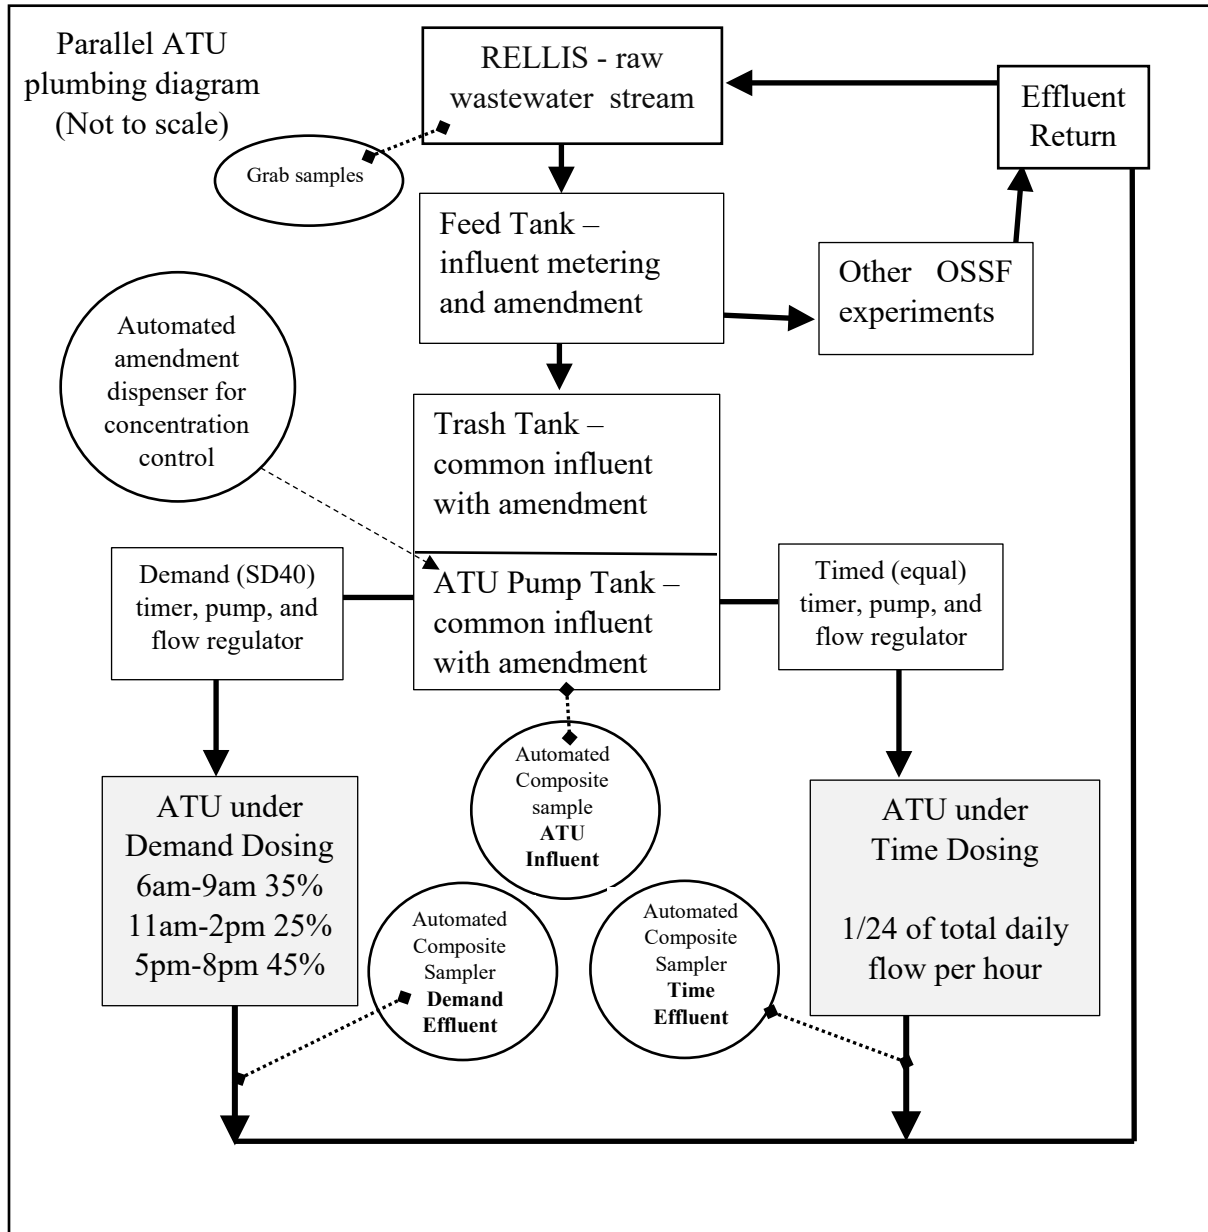 Parallel ATU
plumbing diagram
(Not to scale)
RELLIS - raw
wastewater stream
Effluent
Return
Grab samples
Feed Tank –
influent metering
and amendment
Other OSSF
experiments
Automated
amendment
dispenser for
concentration
control
Trash Tank –
common influent
with amendment
Demand (SD40)
timer, pump, and
flow regulator
ATU Pump Tank –
common influent
with amendment
Timed (equal)
timer, pump, and
flow regulator
Automated
Composite
sample
ATU
Influent
ATU under
Demand Dosing
6am-9am 35%
11am-2pm 25%
5pm-8pm 45%
Automated
Composite
Sampler
Demand
Effluent
Automated
Composite
Sampler
Time
Effluent
ATU under
Time Dosing
1/24 of total daily
flow per hour